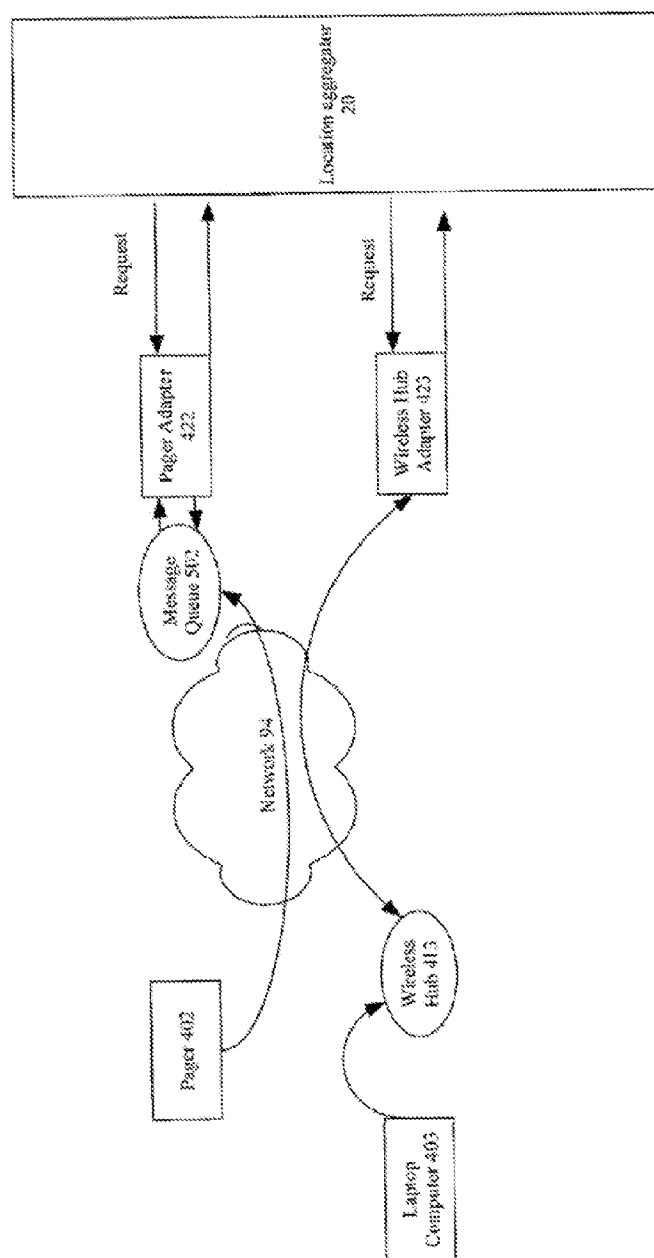 Location aggregator
20
Request
Request
Pager Adapter
422
Wireless Hub
Adapter 423
Message
Queue 502
Network 94
Pager 402
Wireless
Hub 413
Laptop
Computer 403